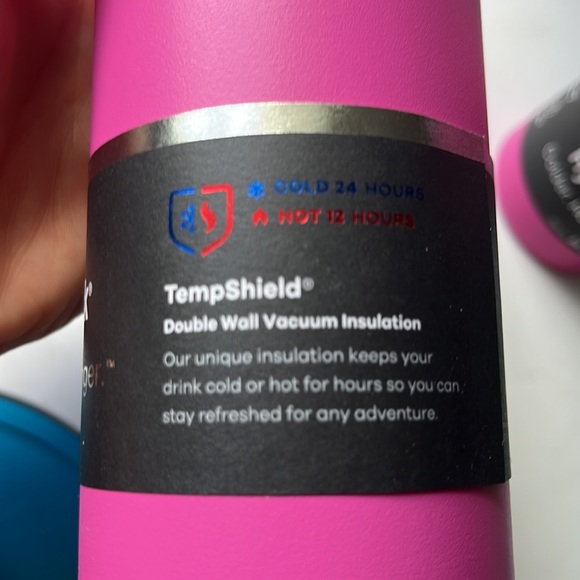 COLD 24 HOURS
HOT 12 HOURS
TempShield®
Double Wall Vacuum Insulation
Our unique insulation keeps your
drink cold or hot for hours so you can
stay refreshed for any adventure.